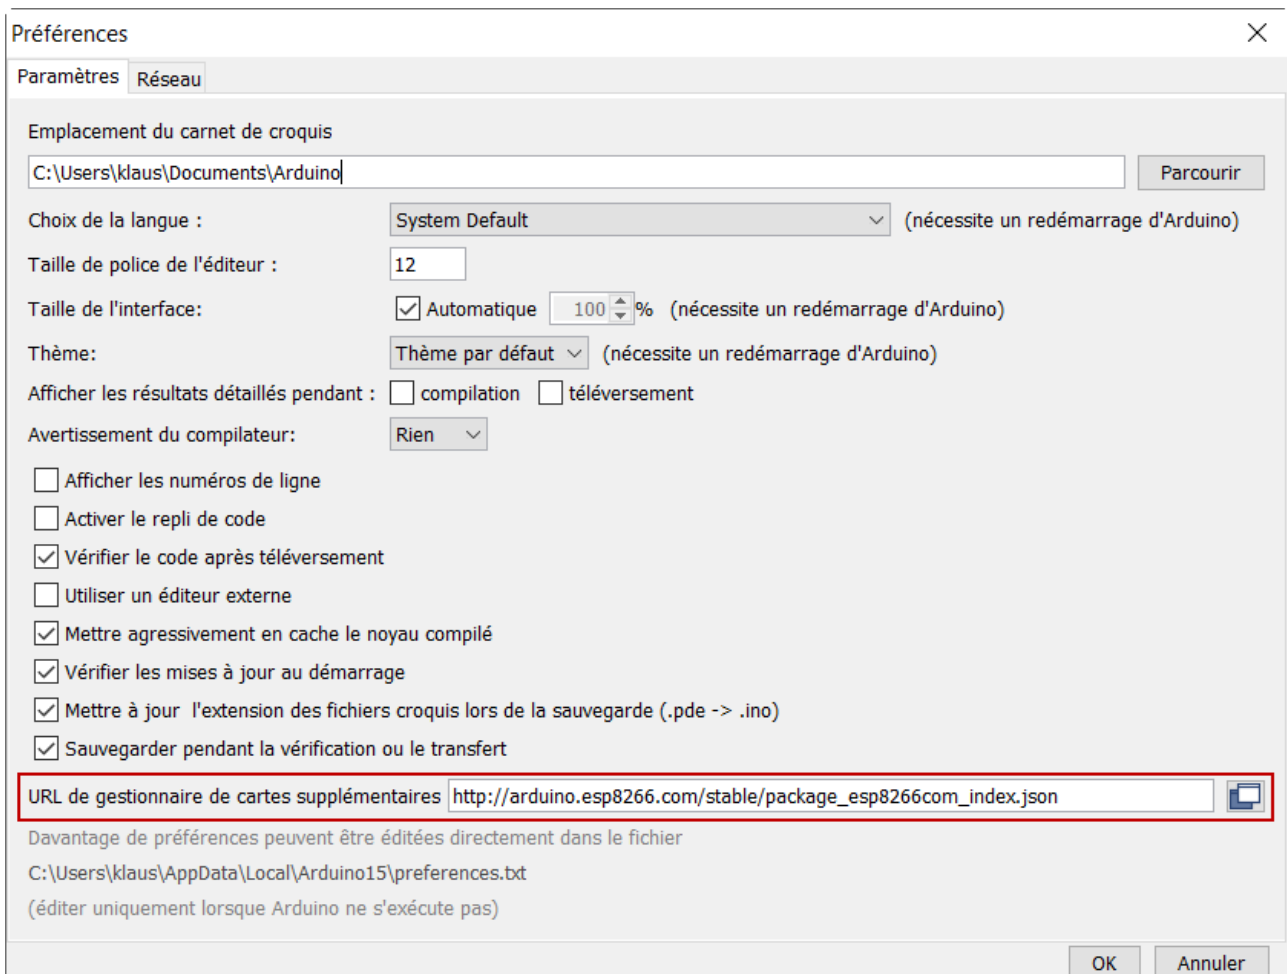 Préférences
Paramètres Réseau
Emplacement du carnet de croquis
C:\Users\klaus\Documents\Arduino Parcourir
Choix de la langue : System Default (nécessite un redémarrage d'Arduino)
Taille de police de l'éditeur : 12
Taille de l'interface: Automatique 100 % (nécessite un redémarrage d'Arduino)
Thème: Thème par défaut (nécessite un redémarrage d'Arduino)
Afficher les résultats détaillés pendant : compilation téléversement
Avertissement du compilateur: Rien
Afficher les numéros de ligne
Activer le repli de code
Vérifier le code après téléversement
Utiliser un éditeur externe
Mettre agressivement en cache le noyau compilé
Vérifier les mises à jour au démarrage
Mettre à jour  l'extension des fichiers croquis lors de la sauvegarde (.pde -> .ino)
Sauvegarder pendant la vérification ou le transfert
URL de gestionnaire de cartes supplémentaires http://arduino.esp8266.com/stable/package_esp8266com_index.json
Davantage de préférences peuvent être éditées directement dans le fichier
C:\Users\klaus\AppData\Local\Arduino15\preferences.txt
(éditer uniquement lorsque Arduino ne s'exécute pas)
OK Annuler